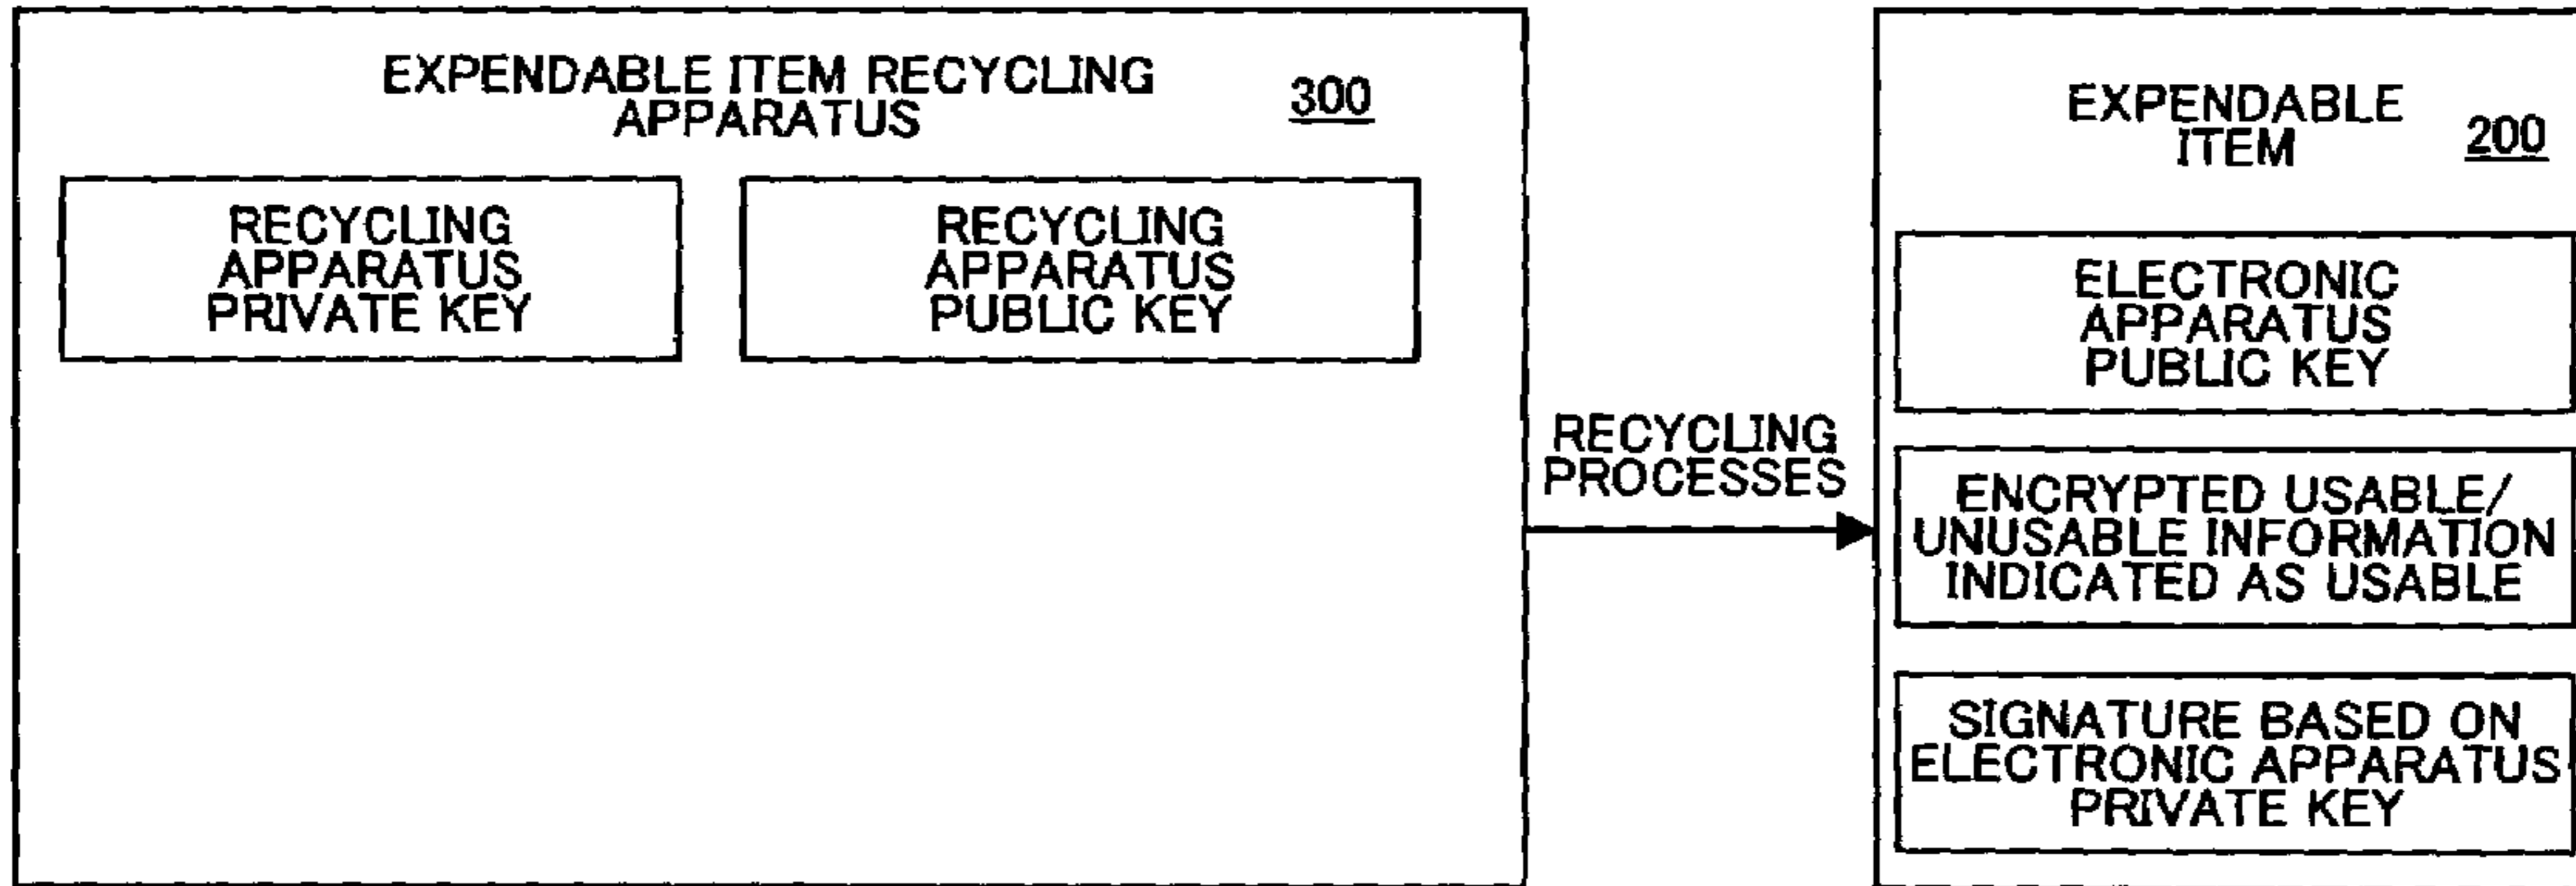 EXPENDABLE ITEM RECYCLING
APPARATUS
300
RECYCLING
APPARATUS
PRIVATE KEY
RECYCLING
APPARATUS
PUBLIC KEY
RECYCLING
PROCESSES
EXPENDABLE
ITEM
200
ELECTRONIC
APPARATUS
PUBLIC KEY
ENCRYPTED USABLE/
UNUSABLE INFORMATION
INDICATED AS USABLE
SIGNATURE BASED ON
ELECTRONIC APPARATUS
PRIVATE KEY